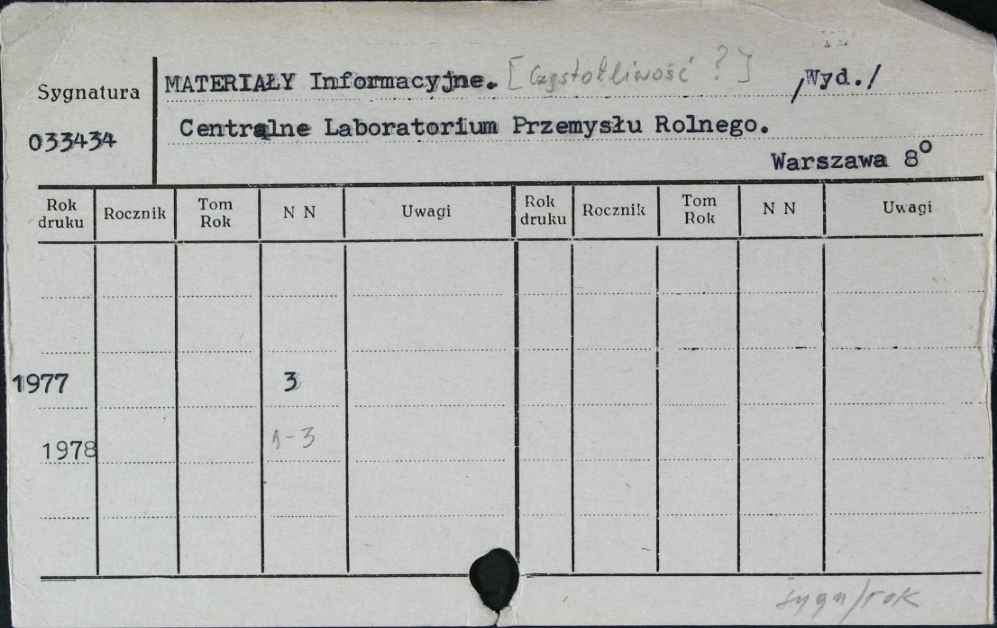 Sygnatura
033434
MATERIAŁY Informacyjne. [Częstotliwość ?] /Wyd./
Centralne Laboratorium Przemysłu Rolnego.
Warszawa 8°
Rok druku Rocznik Tom Rok N N Uwagi Rok druku Rocznik Tom Rok N N Uwagi
1977 3
1978 1-3
sygn/rok